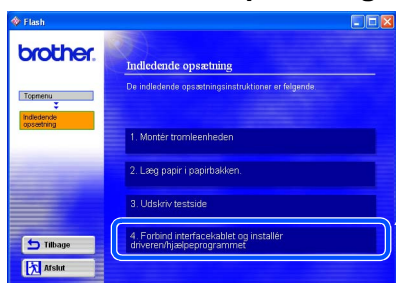 Flash
brother.
Topmenu
Indledende
opsætning
Indledende opsætning
De indledende opsætningsinstruktioner er følgende
1. Montér tromleenheden
2. Læg papir i papirbakken.
3. Udskriv testside
4. Forbind interfacekablet og installér
driveren/hjælpeprogrammet
Tilbage
Afslut